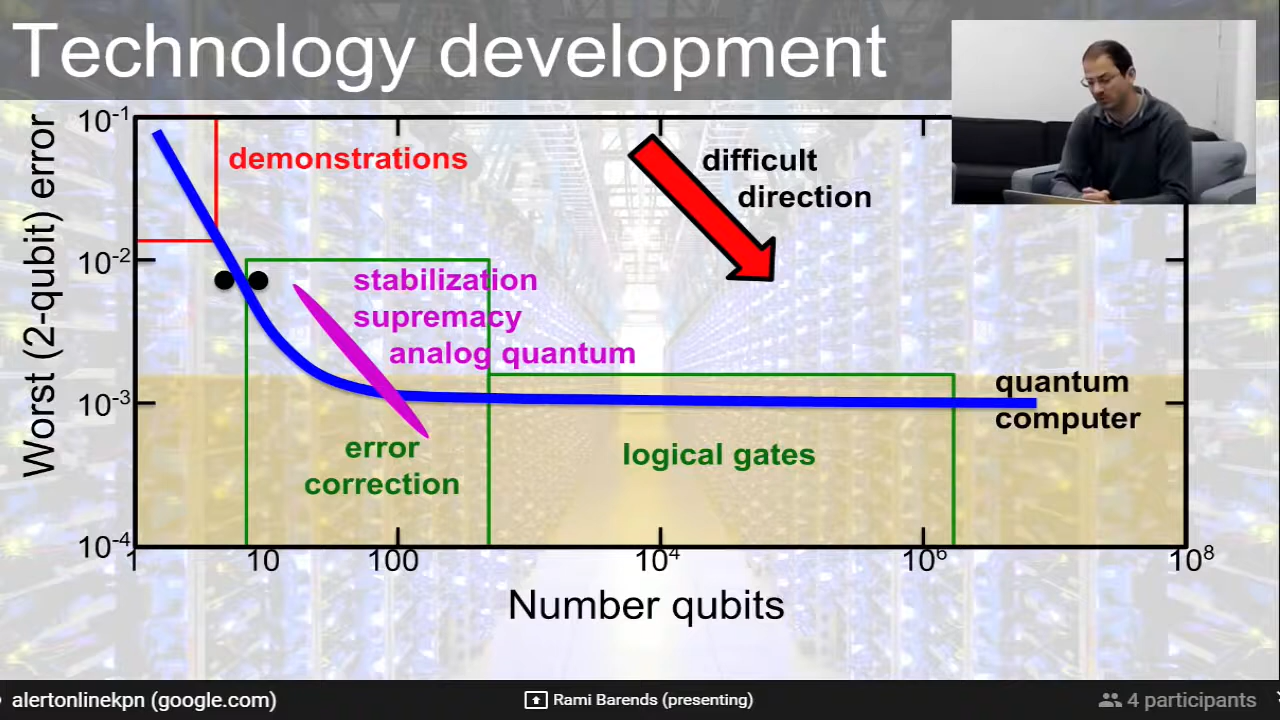 Technology development
Worst (2-qubit) error
10⁻¹
10⁻²
10⁻³
10⁻⁴
demonstrations
difficult
direction
stabilization
supremacy
analog quantum
quantum
computer
error
correction
logical gates
1
10
100
10⁴
10⁶
10⁸
Number qubits
alertonlinekpn (google.com)
Rami Barends (presenting)
4 participants